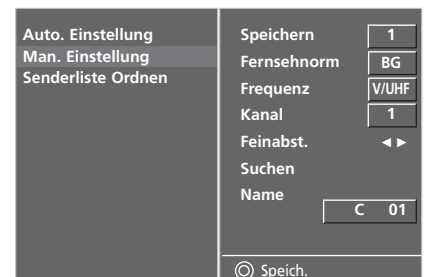 Auto. Einstellung
Man. Einstellung
Senderliste Ordnen
Speichern 1
Fernsehnorm BG
Frequenz V/UHF
Kanal 1
Feinabst. ◄ ►
Suchen
Name
C 01
Speich.